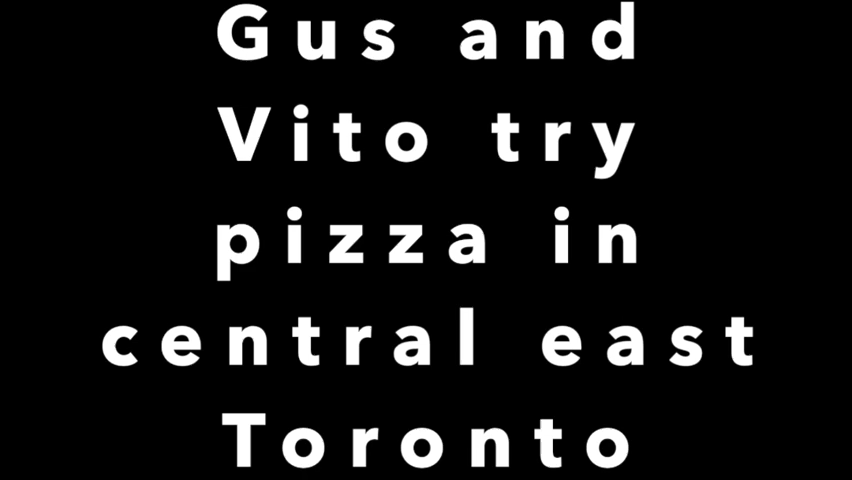 Gus and
Vito try
pizza in
central east
Toronto